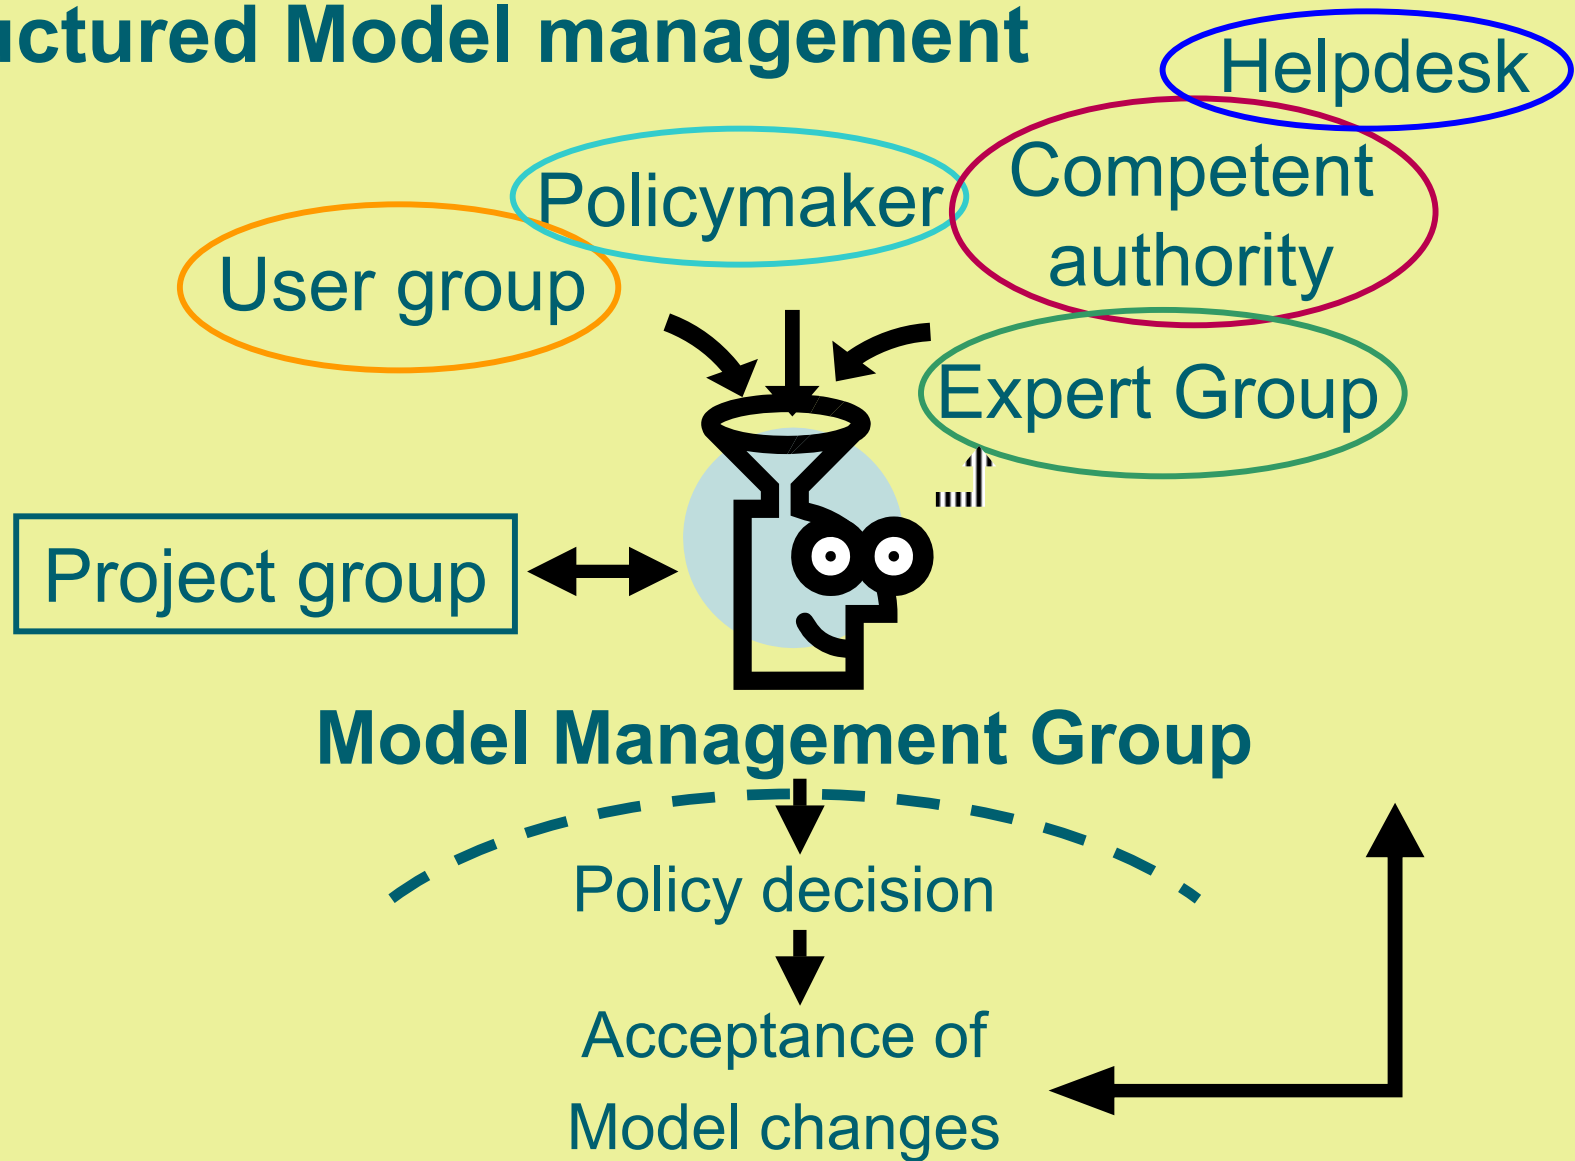 uctured Model management
Helpdesk
Policymaker
Competent
authority
User group
Expert Group
Project group
Model Management Group
Policy decision
Acceptance of
Model changes